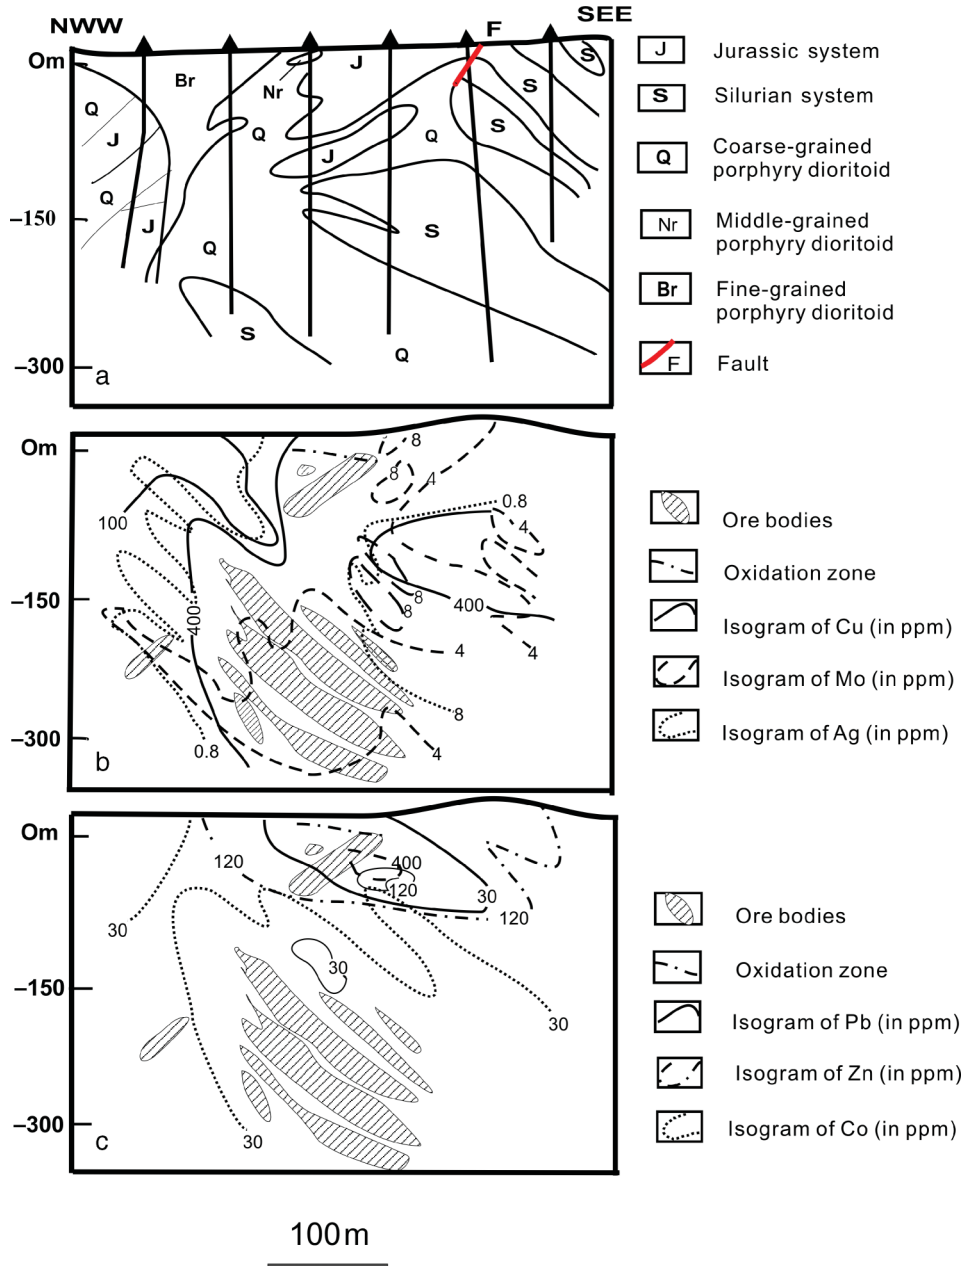 NWW
SEE
F
Om
Br
Nr
J
S
S
Q
J
Q
J
Q
J
Q
S
S
–150
Q
S
S
Q
–300
a
J
Jurassic system
S
Silurian system
Q
Coarse-grained
porphyry dioritoid
Nr
Middle-grained
porphyry dioritoid
Br
Fine-grained
porphyry dioritoid
F
Fault
Om
8
8
4
100
0.8
4
–150
400
8
8
400
4
4
8
–300
0.8
4
b
Ore bodies
Oxidation zone
Isogram of Cu (in ppm)
Isogram of Mo (in ppm)
Isogram of Ag (in ppm)
Om
120
400
120
30
120
30
30
–150
30
–300
30
c
Ore bodies
Oxidation zone
Isogram of Pb (in ppm)
Isogram of Zn (in ppm)
Isogram of Co (in ppm)
100m